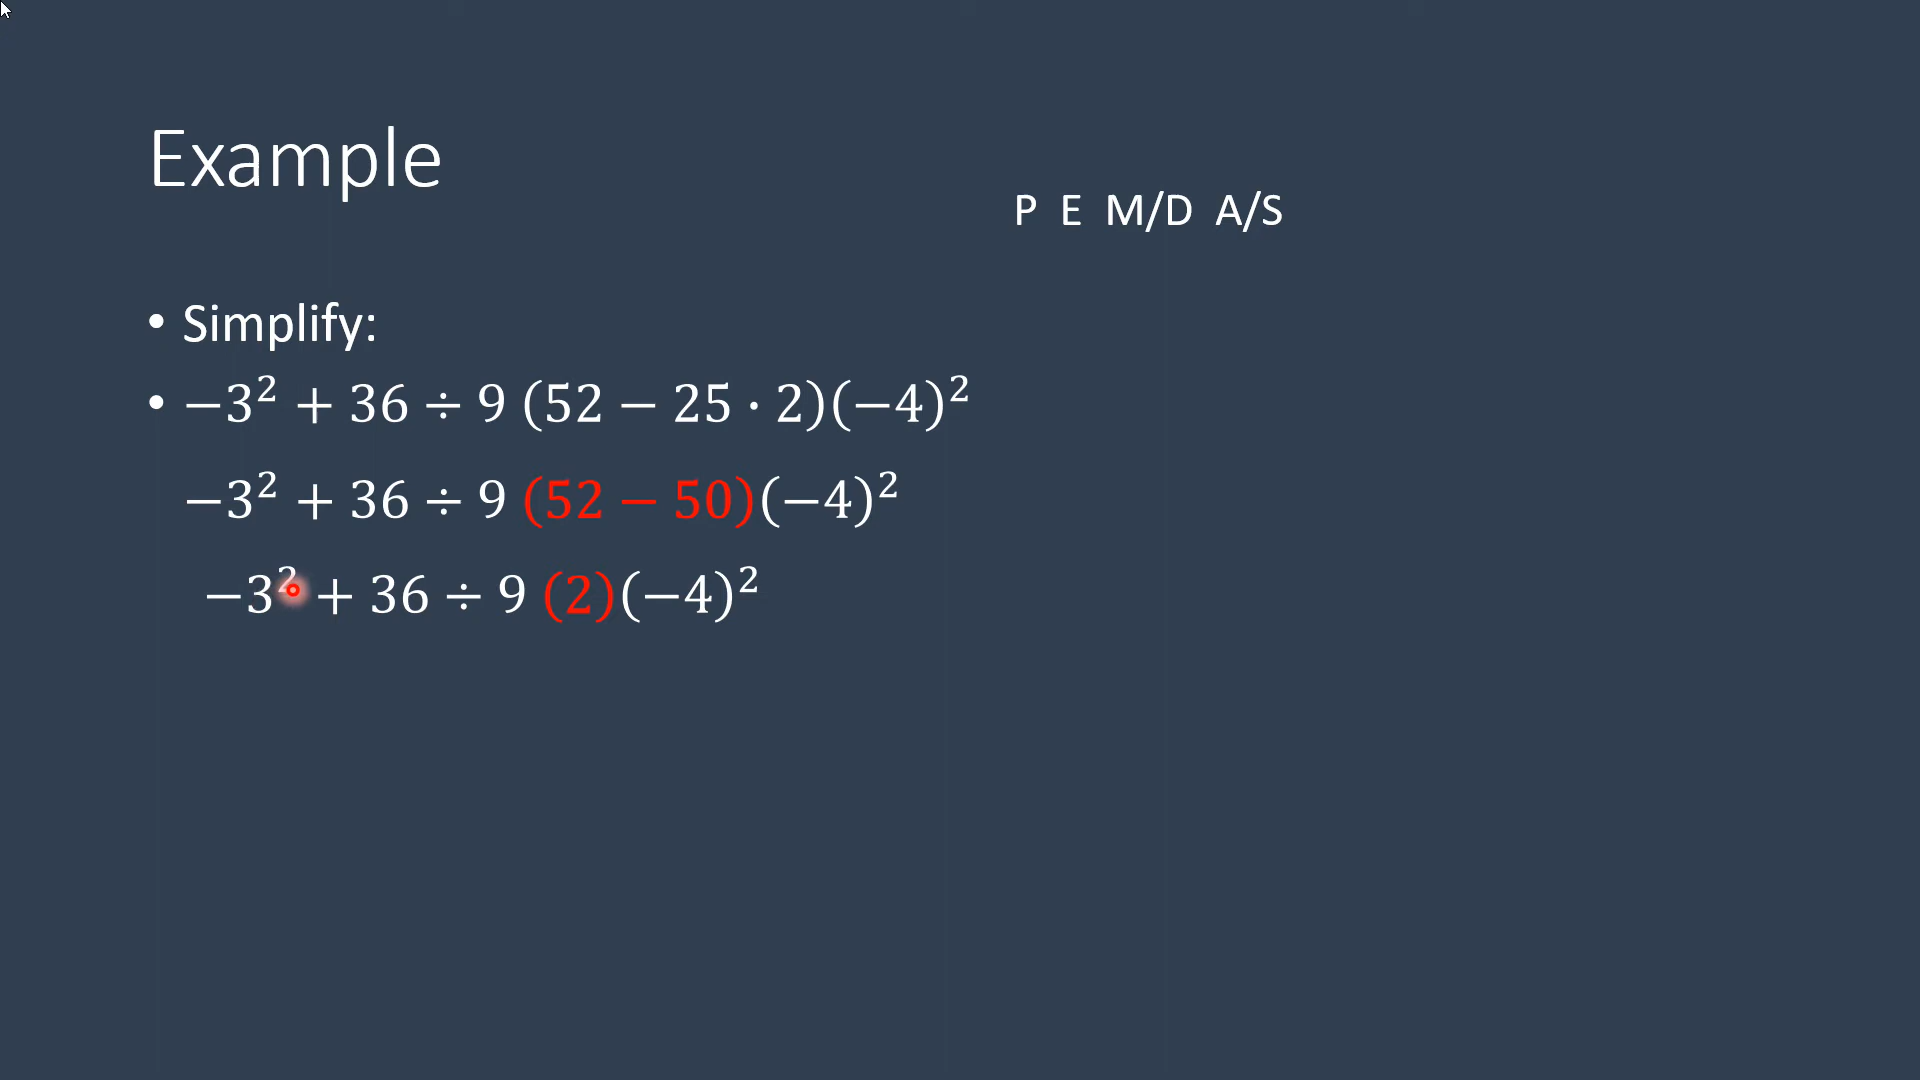 Example
P E M/D A/S
• Simplify:
• −3² + 36 ÷ 9 (52 − 25 · 2)(−4)²
−3² + 36 ÷ 9 (52 − 50)(−4)²
−3² + 36 ÷ 9 (2)(−4)²